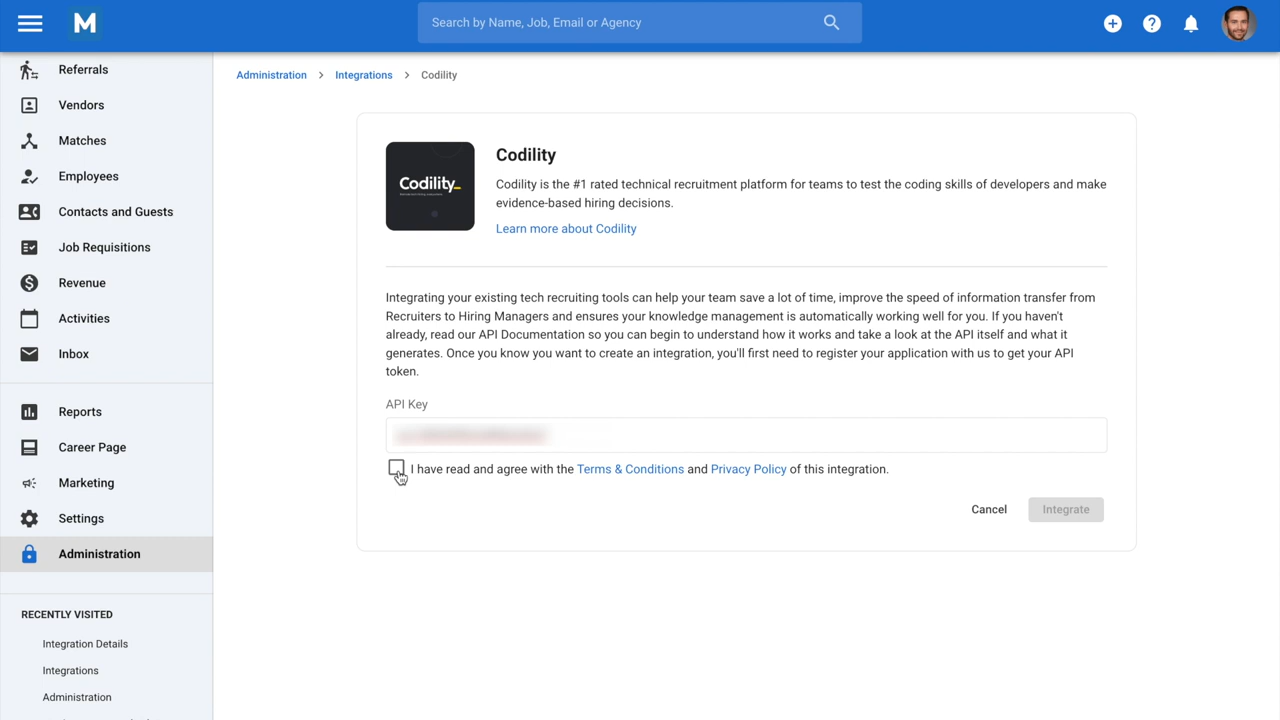 M
Search by Name, Job, Email or Agency
Referrals
Vendors
Matches
Employees
Contacts and Guests
Job Requisitions
Revenue
Activities
Inbox
Reports
Career Page
Marketing
Settings
Administration
RECENTLY VISITED
Integration Details
Integrations
Administration
Administration > Integrations > Codility
Codility_
Codility
Codility is the #1 rated technical recruitment platform for teams to test the coding skills of developers and make
evidence-based hiring decisions.
Learn more about Codility
Integrating your existing tech recruiting tools can help your team save a lot of time, improve the speed of information transfer from
Recruiters to Hiring Managers and ensures your knowledge management is automatically working well for you. If you haven't
already, read our API Documentation so you can begin to understand how it works and take a look at the API itself and what it
generates. Once you know you want to create an integration, you'll first need to register your application with us to get your API
token.
API Key
I have read and agree with the Terms & Conditions and Privacy Policy of this integration.
Cancel
Integrate